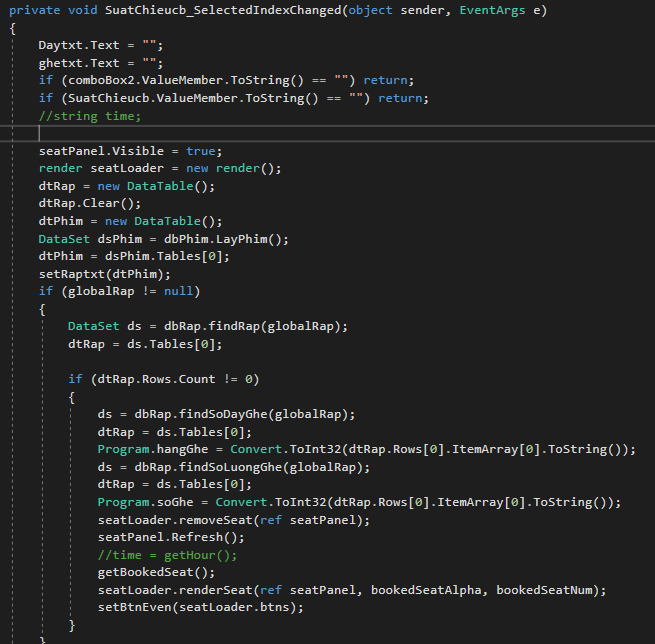 private void SuatChieucb_SelectedIndexChanged(object sender, EventArgs e)
{
Daytxt.Text = "";
ghetxt.Text = "";
if (comboBox2.ValueMember.ToString() == "") return;
if (SuatChieucb.ValueMember.ToString() == "") return;
//string time;
seatPanel.Visible = true;
render seatLoader = new render();
dtRap = new DataTable();
dtRap.Clear();
dtPhim = new DataTable();
DataSet dsPhim = dbPhim.LayPhim();
dtPhim = dsPhim.Tables[0];
setRaptxt(dtPhim);
if (globalRap != null)
{
DataSet ds = dbRap.findRap(globalRap);
dtRap = ds.Tables[0];
if (dtRap.Rows.Count != 0)
{
ds = dbRap.findSoDayGhe(globalRap);
dtRap = ds.Tables[0];
Program.hangGhe = Convert.ToInt32(dtRap.Rows[0].ItemArray[0].ToString());
ds = dbRap.findSoLuongGhe(globalRap);
dtRap = ds.Tables[0];
Program.soGhe = Convert.ToInt32(dtRap.Rows[0].ItemArray[0].ToString());
seatLoader.removeSeat(ref seatPanel);
seatPanel.Refresh();
//time = getHour();
getBookedSeat();
seatLoader.renderSeat(ref seatPanel, bookedSeatAlpha, bookedSeatNum);
setBtnEven(seatLoader.btns);
}
}